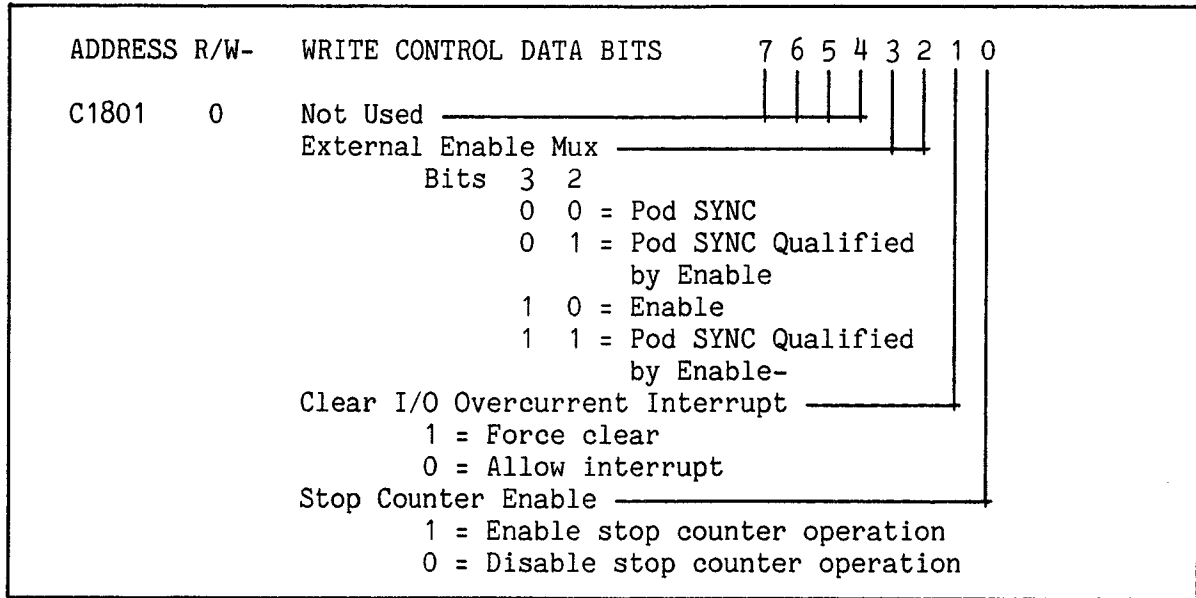 ADDRESS R/W- WRITE CONTROL DATA BITS 7 6 5 4 3 2 1 0
C1801 0 Not Used
External Enable Mux
Bits 3 2
0 0 = Pod SYNC
0 1 = Pod SYNC Qualified
by Enable
1 0 = Enable
1 1 = Pod SYNC Qualified
by Enable-
Clear I/O Overcurrent Interrupt
1 = Force clear
0 = Allow interrupt
Stop Counter Enable
1 = Enable stop counter operation
0 = Disable stop counter operation